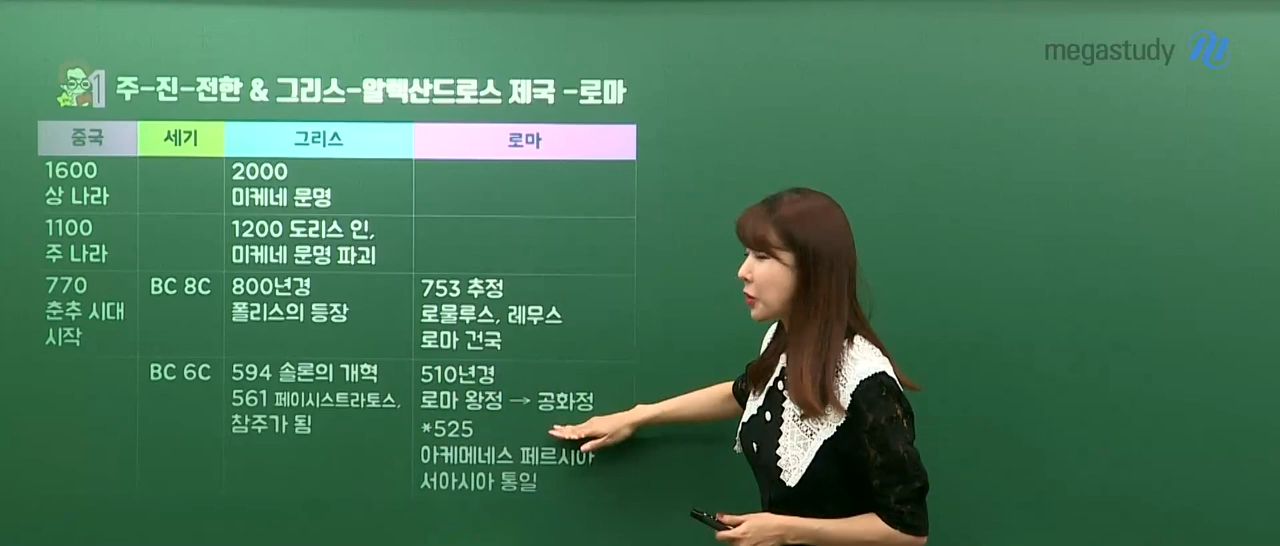 megastudy M
1 주-진-전한 & 그리스-알렉산드로스 제국 -로마
중국 세기 그리스 로마
1600
상 나라
2000
미케네 문명
1100
주 나라
1200 도리스 인,
미케네 문명 파괴
770
춘추 시대
시작
BC 8C
800년경
폴리스의 등장
753 추정
로물루스, 레무스
로마 건국
BC 6C
594 솔론의 개혁
561 페이시스트라토스,
참주가 됨
510년경
로마 왕정 → 공화정
*525
아케메네스 페르시아
서아시아 통일